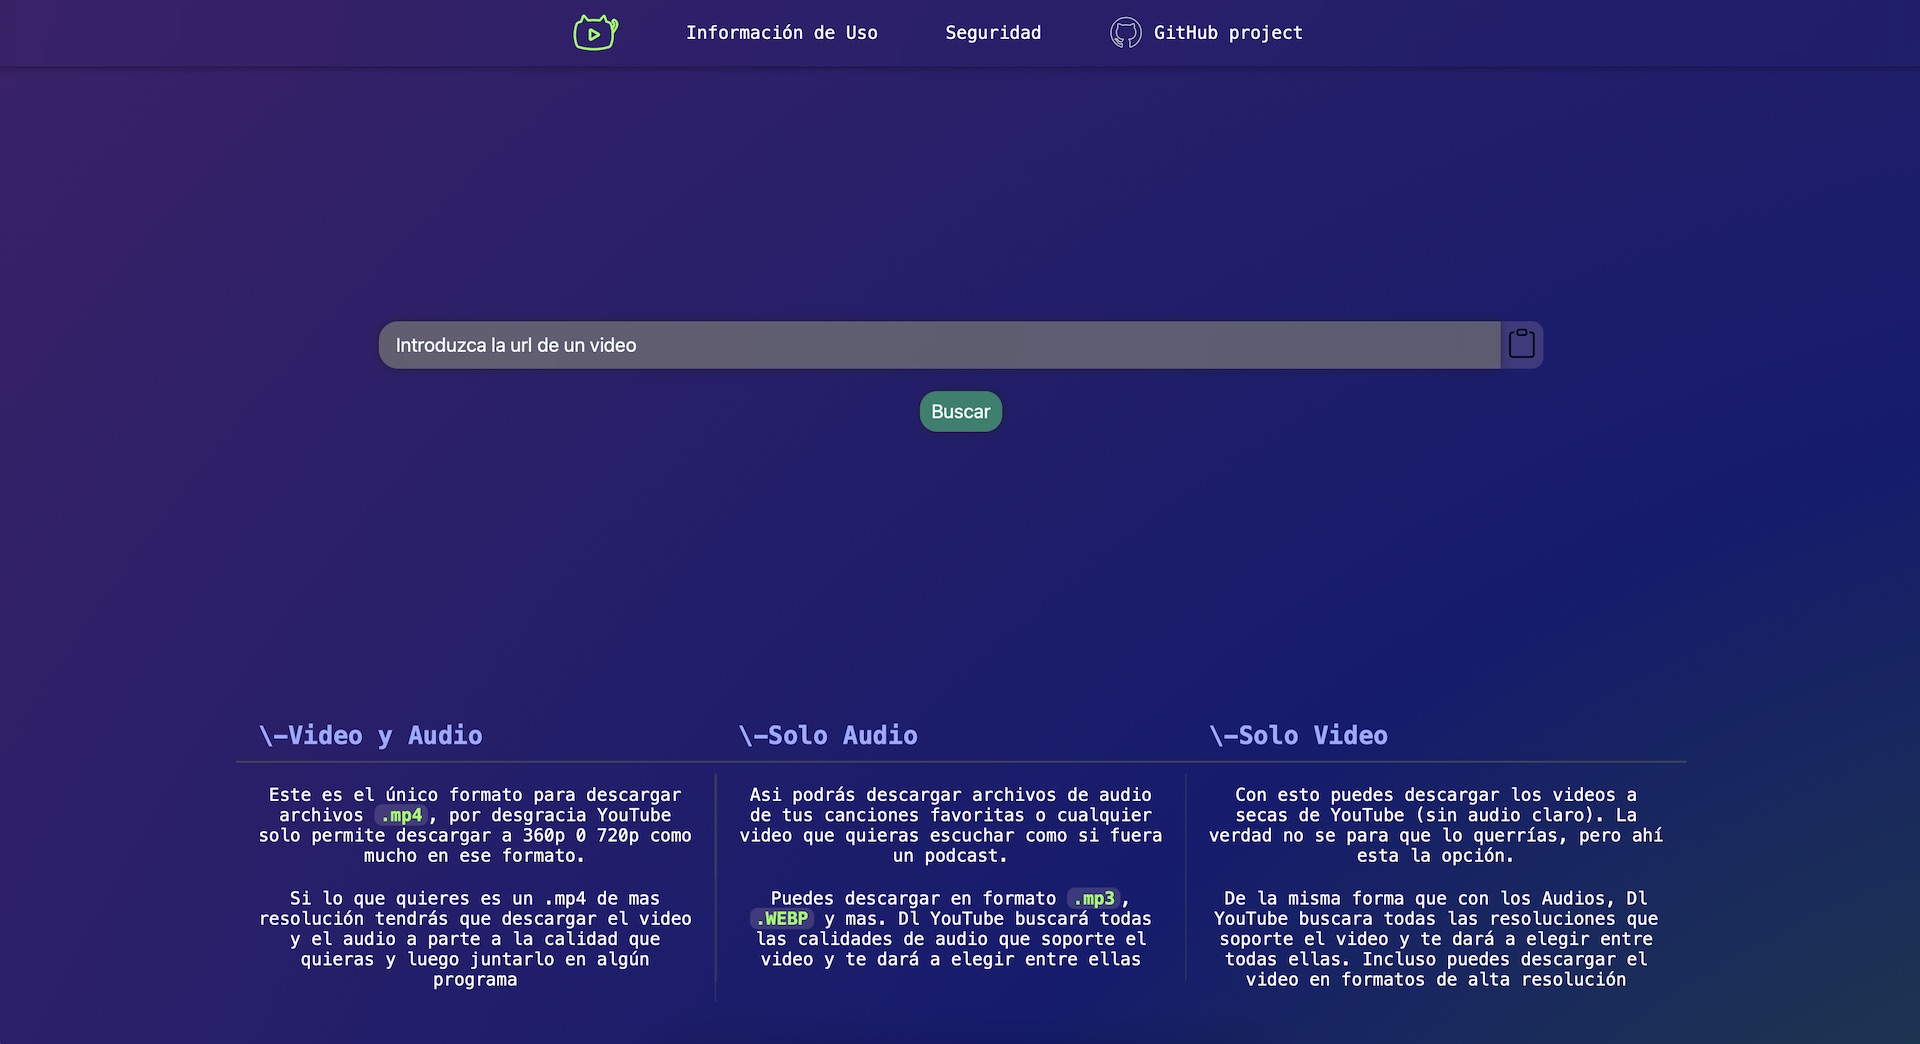 Información de Uso
Seguridad
GitHub project
Introduzca la url de un video
Buscar
\-Video y Audio
Este es el único formato para descargar
archivos .mp4, por desgracia YouTube
solo permite descargar a 360p 0 720p como
mucho en ese formato.
Si lo que quieres es un .mp4 de mas
resolución tendrás que descargar el video
y el audio a parte a la calidad que
quieras y luego juntarlo en algún
programa
\-Solo Audio
Asi podrás descargar archivos de audio
de tus canciones favoritas o cualquier
video que quieras escuchar como si fuera
un podcast.
Puedes descargar en formato .mp3,
.WEBP y mas. Dl YouTube buscará todas
las calidades de audio que soporte el
video y te dará a elegir entre ellas
\-Solo Video
Con esto puedes descargar los videos a
secas de YouTube (sin audio claro). La
verdad no se para que lo querrías, pero ahí
esta la opción.
De la misma forma que con los Audios, Dl
YouTube buscara todas las resoluciones que
soporte el video y te dará a elegir entre
todas ellas. Incluso puedes descargar el
video en formatos de alta resolución